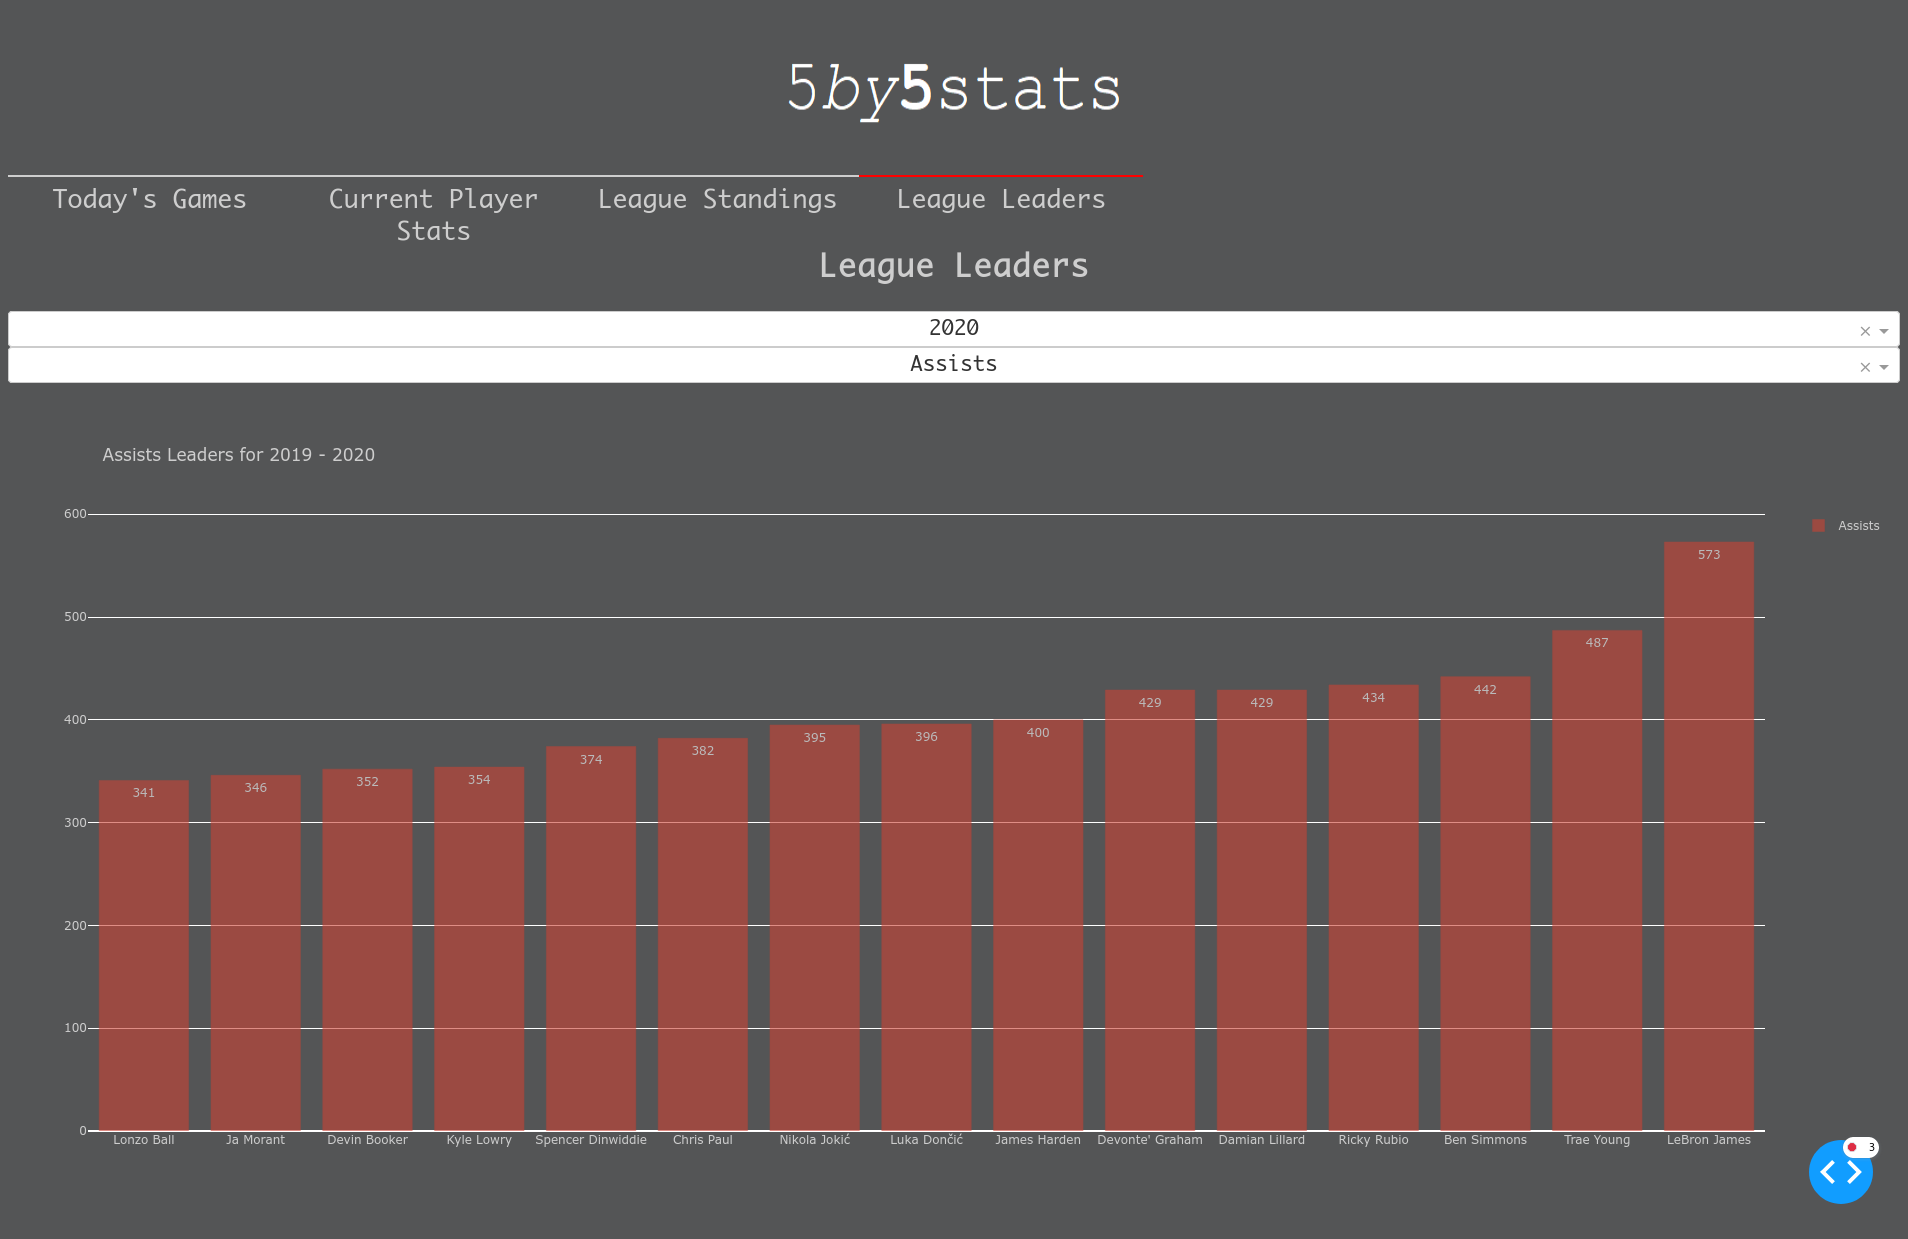 5by5stats
Today's Games
Current Player
Stats
League Standings
League Leaders
League Leaders
2020
×
Assists
×
Assists Leaders for 2019 - 2020
600
500
400
300
200
100
0
341
346
352
354
374
382
395
396
400
429
429
434
442
487
573
Lonzo Ball
Ja Morant
Devin Booker
Kyle Lowry
Spencer Dinwiddie
Chris Paul
Nikola Jokić
Luka Dončić
James Harden
Devonte' Graham
Damian Lillard
Ricky Rubio
Ben Simmons
Trae Young
LeBron James
Assists
3